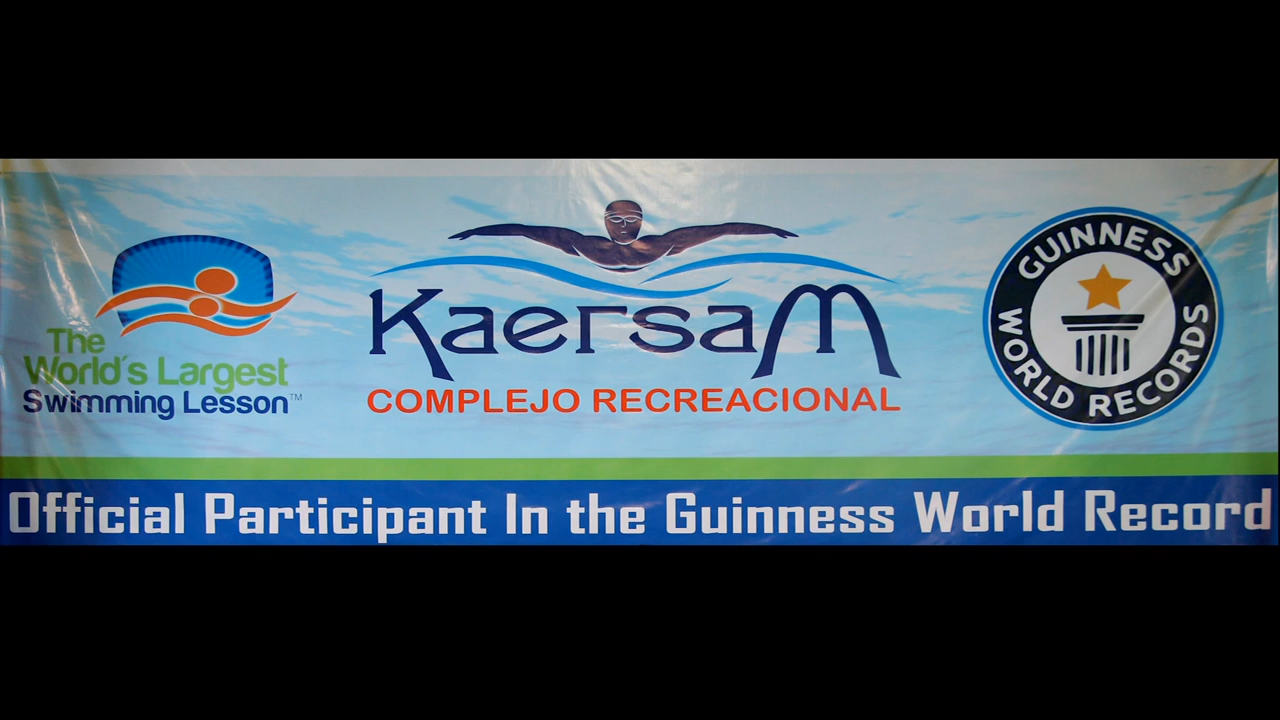 The
World's Largest
Swimming Lesson™
KaersaM
COMPLEJO RECREACIONAL
GUINNESS
WORLD RECORDS
Official Participant In the Guinness World Record